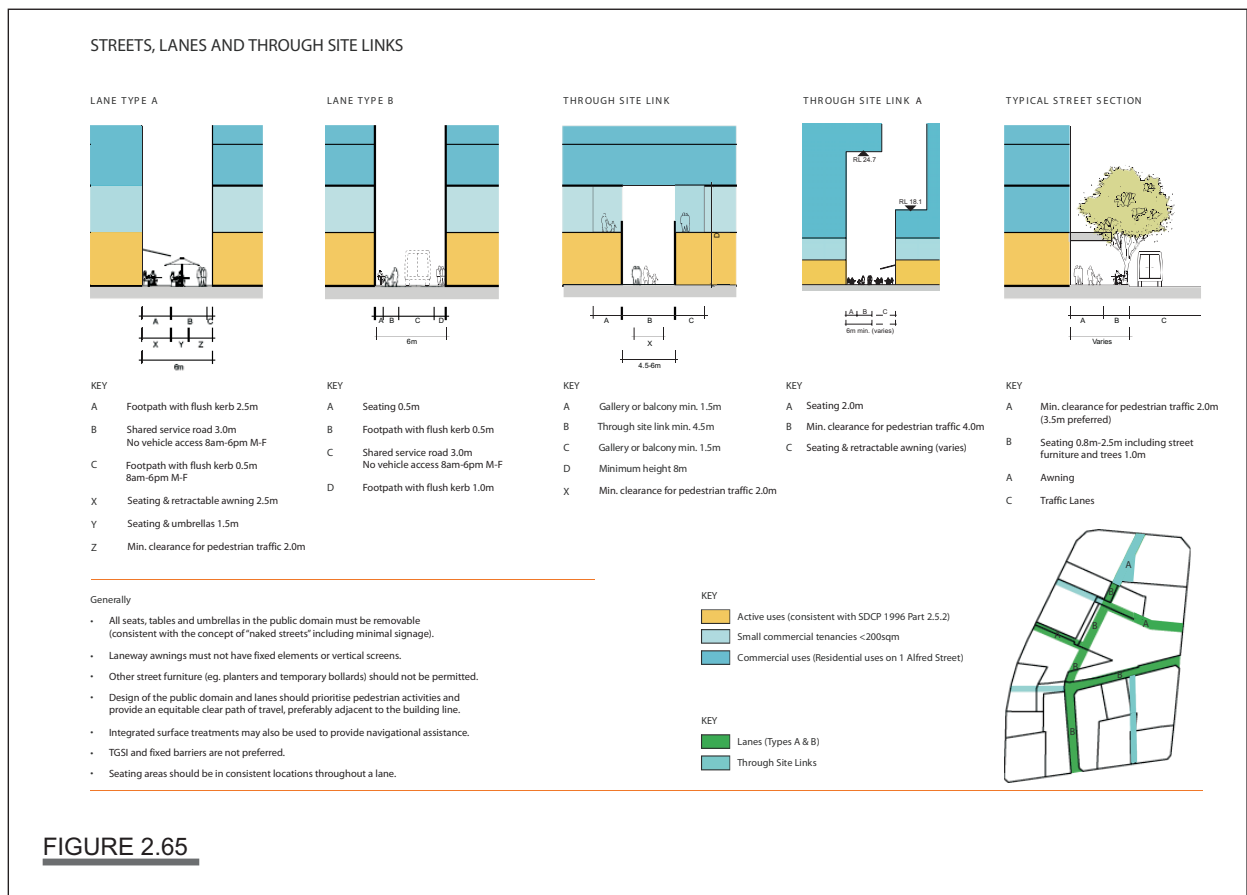 STREETS, LANES AND THROUGH SITE LINKS
LANE TYPE A
LANE TYPE B
THROUGH SITE LINK
THROUGH SITE LINK A
TYPICAL STREET SECTION
RL 24.7
RL 18.1
D
A B C
X Y Z
6m
A B C D
6m
A B C
X
4.5-6m
A B C
6m min. (varies)
A B C
Varies
KEY
A Footpath with flush kerb 2.5m
B Shared service road 3.0m
No vehicle access 8am-6pm M-F
C Footpath with flush kerb 0.5m
8am-6pm M-F
X Seating & retractable awning 2.5m
Y Seating & umbrellas 1.5m
Z Min. clearance for pedestrian traffic 2.0m
KEY
A Seating 0.5m
B Footpath with flush kerb 0.5m
C Shared service road 3.0m
No vehicle access 8am-6pm M-F
D Footpath with flush kerb 1.0m
KEY
A Gallery or balcony min. 1.5m
B Through site link min. 4.5m
C Gallery or balcony min. 1.5m
D Minimum height 8m
X Min. clearance for pedestrian traffic 2.0m
KEY
A Seating 2.0m
B Min. clearance for pedestrian traffic 4.0m
C Seating & retractable awning (varies)
KEY
A Min. clearance for pedestrian traffic 2.0m
(3.5m preferred)
B Seating 0.8m-2.5m including street
furniture and trees 1.0m
A Awning
C Traffic Lanes
Generally
• All seats, tables and umbrellas in the public domain must be removable
(consistent with the concept of "naked streets" including minimal signage).
• Laneway awnings must not have fixed elements or vertical screens.
• Other street furniture (eg. planters and temporary bollards) should not be permitted.
• Design of the public domain and lanes should prioritise pedestrian activities and
provide an equitable clear path of travel, preferably adjacent to the building line.
• Integrated surface treatments may also be used to provide navigational assistance.
• TGSI and fixed barriers are not preferred.
• Seating areas should be in consistent locations throughout a lane.
KEY
Active uses (consistent with SDCP 1996 Part 2.5.2)
Small commercial tenancies <200sqm
Commercial uses (Residential uses on 1 Alfred Street)
KEY
Lanes (Types A & B)
Through Site Links
A
B
A
B
A
B
B
B
FIGURE 2.65